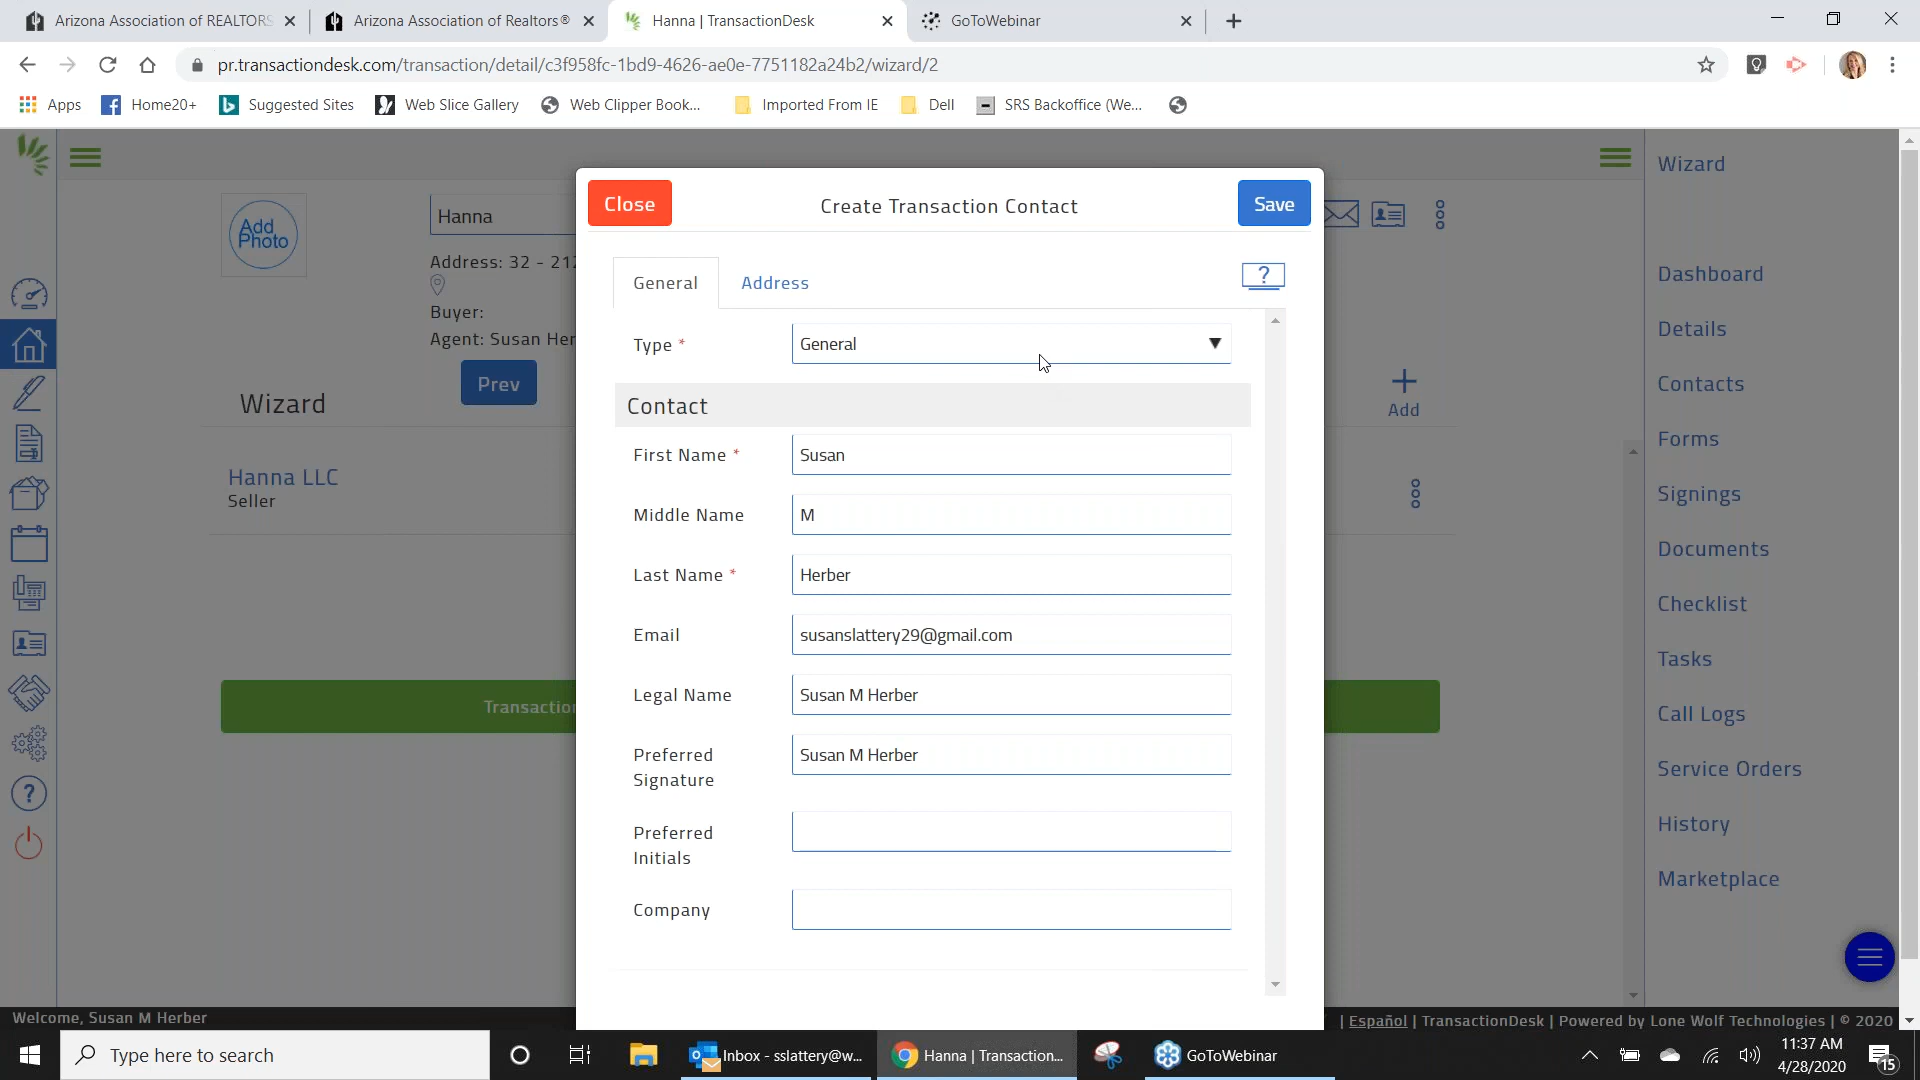 Arizona Association of REALTORS
Arizona Association of Realtors®
Hanna | TransactionDesk
GoToWebinar
pr.transactiondesk.com/transaction/detail/c3f958fc-1bd9-4626-ae0e-7751182a24b2/wizard/2
Apps
Home20+
Suggested Sites
Web Slice Gallery
Web Clipper Book...
Imported From IE
Dell
SRS Backoffice (We...
Add
Photo
Hanna
Address: 32 - 212
Buyer:
Agent: Susan Her
Wizard
Prev
Add
Hanna LLC
Seller
Transaction
Close
Create Transaction Contact
Save
General
Address
?
Type *
General
Contact
First Name *
Susan
Middle Name
M
Last Name *
Herber
Email
susanslattery29@gmail.com
Legal Name
Susan M Herber
Preferred
Signature
Susan M Herber
Preferred
Initials
Company
Wizard
Dashboard
Details
Contacts
Forms
Signings
Documents
Checklist
Tasks
Call Logs
Service Orders
History
Marketplace
?
Welcome, Susan M Herber
| Español | TransactionDesk | Powered by Lone Wolf Technologies | © 2020
Type here to search
Inbox - sslattery@w...
Hanna | Transaction...
GoToWebinar
11:37 AM
4/28/2020
15